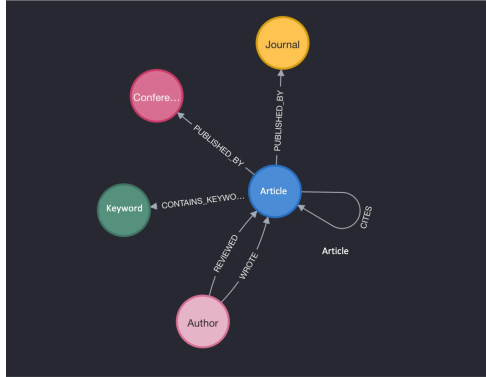 Journal
Confere...
PUBLISHED_BY
PUBLISHED_BY
Article
Keyword
CONTAINS_KEYWO...
CITES
REVIEWED
WROTE
Article
Author